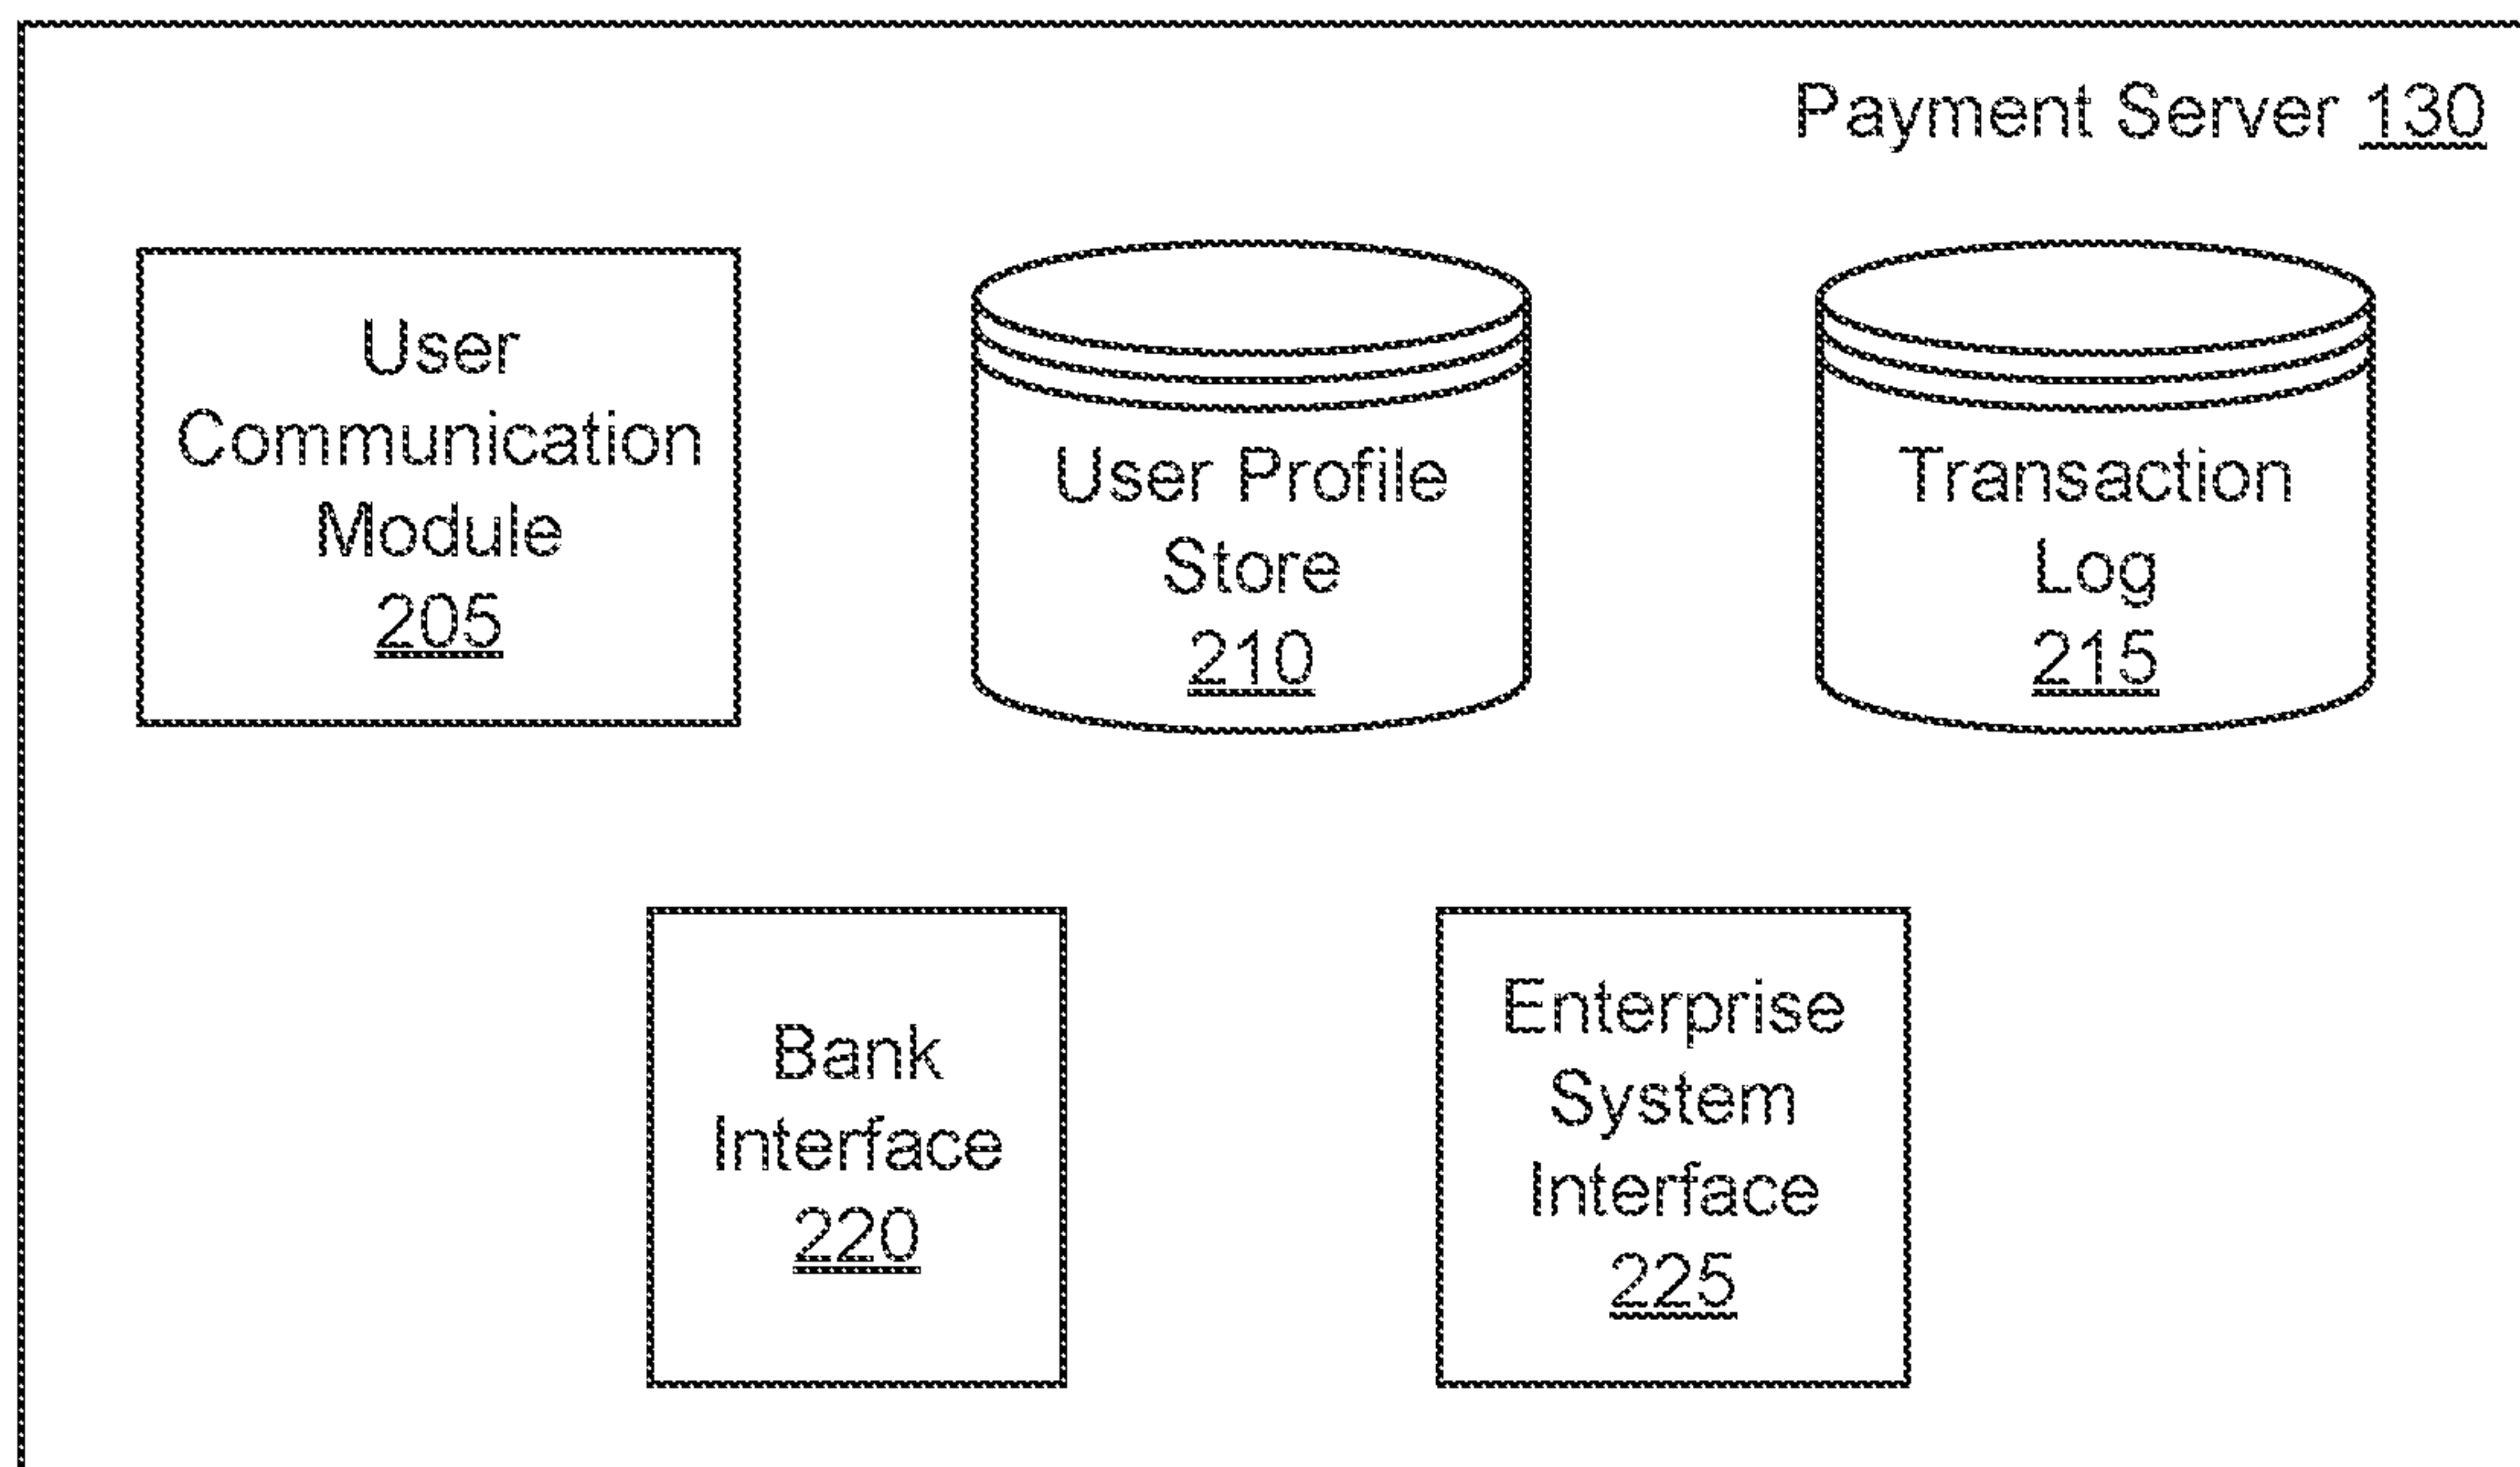 Payment Server 130
User
Communication
Module
205
User Profile
Store
210
Transaction
Log
215
Bank
Interface
220
Enterprise
System
Interface
225